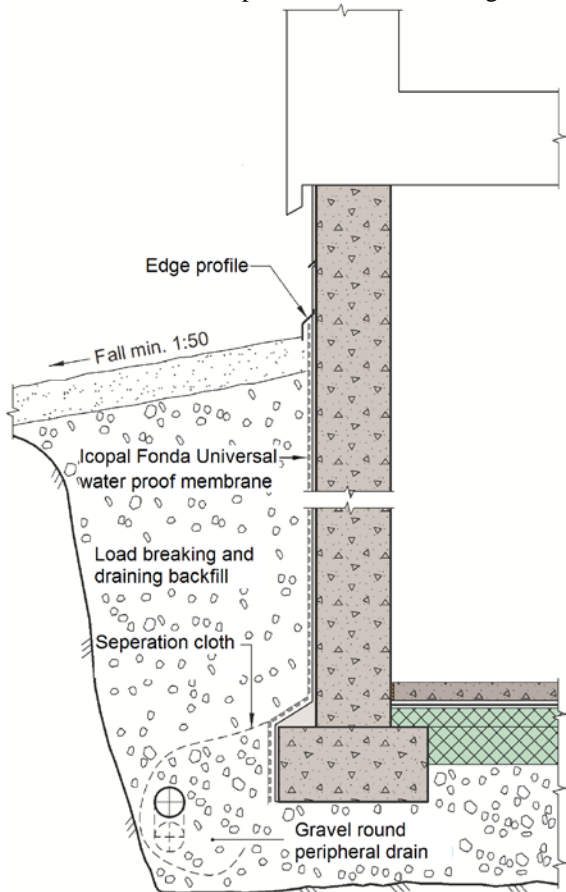 Edge profile
Fall min. 1:50
Icopal Fonda Universal
water proof membrane
Load breaking and
draining backfill
Seperation cloth
Gravel round
peripheral drain